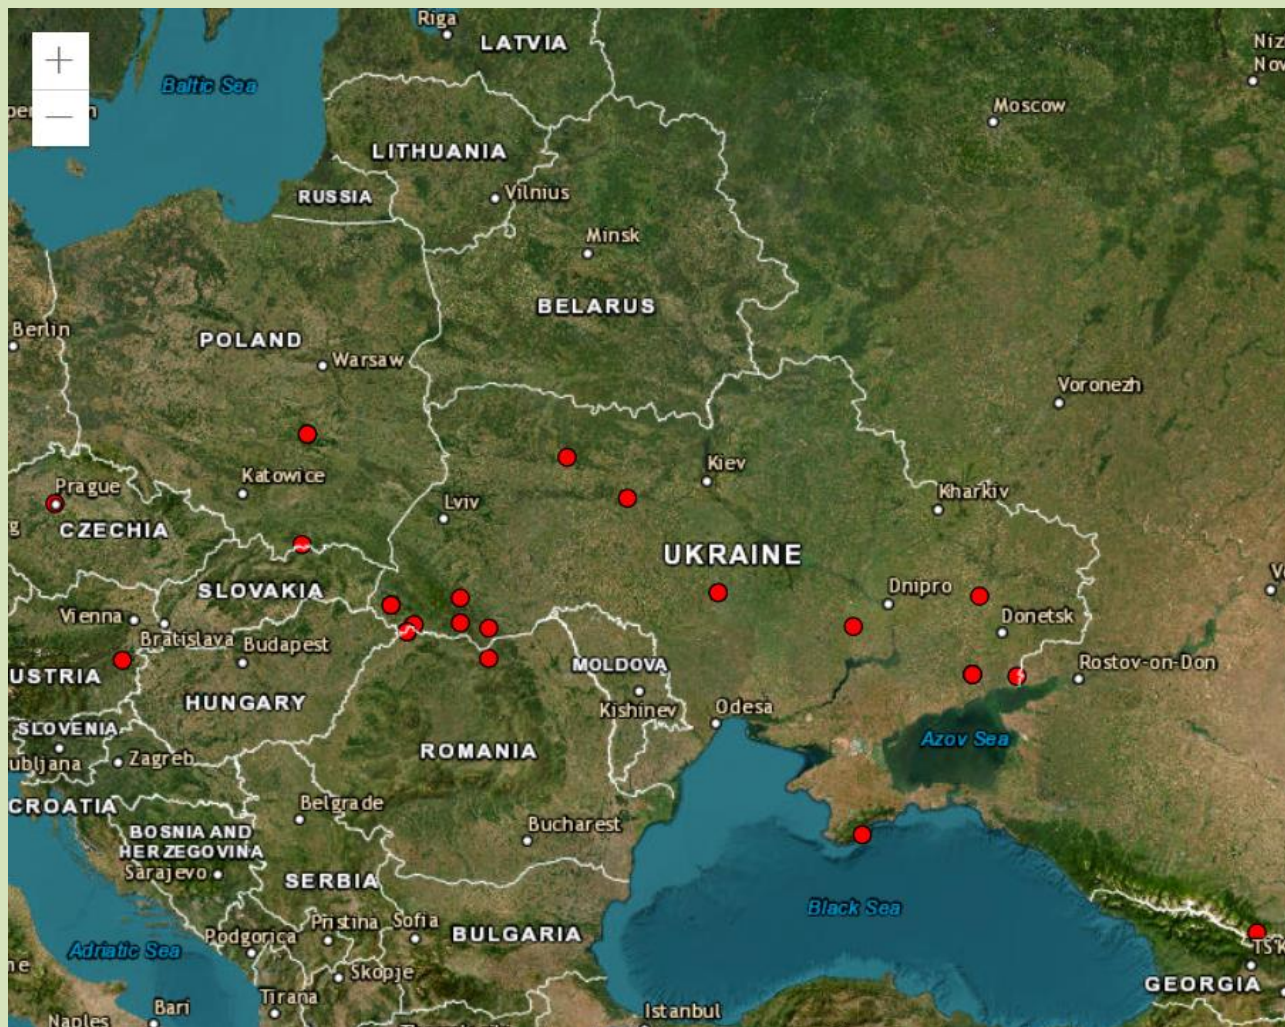 +
Riga
LATVIA
Niz
Nov
Baltic Sea
—
Moscow
LITHUANIA
RUSSIA
Vilnius
Minsk
BELARUS
Berlin
POLAND
Warsaw
Voronezh
Prague
Katowice
Kiev
Kharkiv
Lviv
CZECHIA
g
UKRAINE
SLOVAKIA
Dnipro
Vienna
Donetsk
Bratislava
Budapest
MOLDOVA
Rostov-on-Don
USTRIA
HUNGARY
Kishinev
Odesa
SLOVENIA
Azov Sea
ubljana
Zagreb
ROMANIA
CROATIA
Belgrade
BOSNIA AND
HERZEGOVINA
Bucharest
Sarajevo
SERBIA
Black Sea
Pristina
Sofia
Podgorica
BULGARIA
Adriatic Sea
Skopje
GEORGIA
Tirana
Bari
Istanbul
Naples